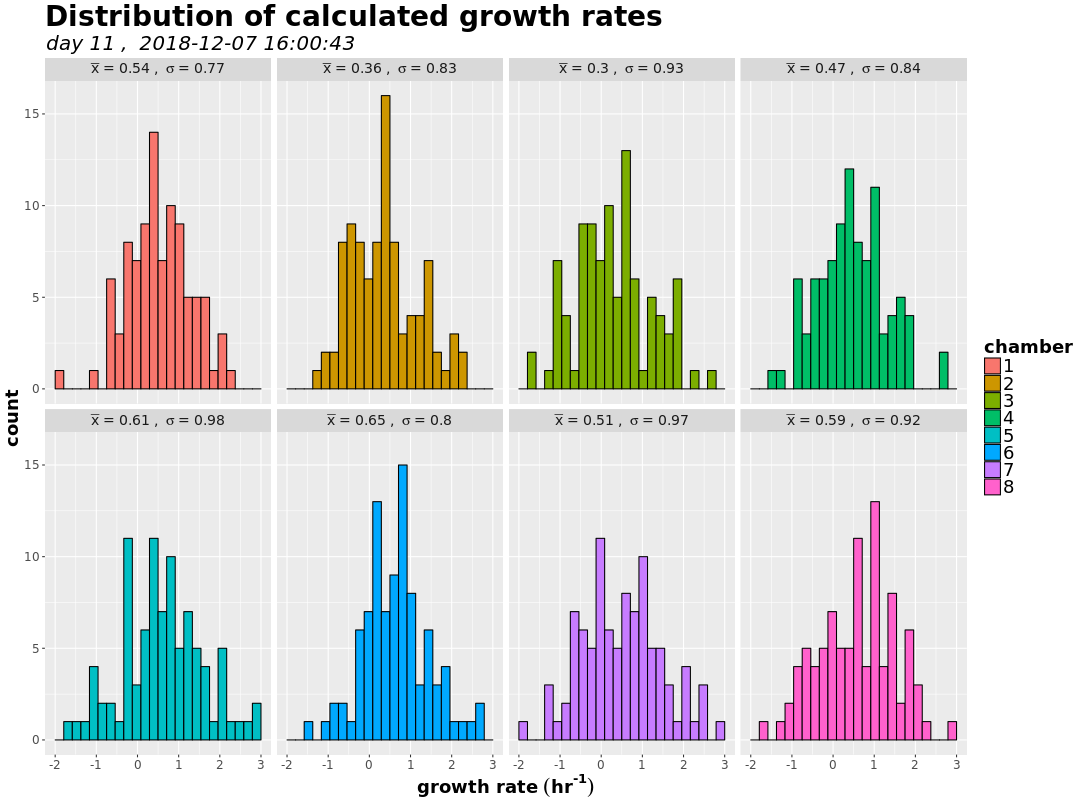 Distribution of calculated growth rates
day 11 ,  2018-12-07 16:00:43
x̅ = 0.54 ,  σ = 0.77
x̅ = 0.36 ,  σ = 0.83
x̅ = 0.3 ,  σ = 0.93
x̅ = 0.47 ,  σ = 0.84
15
10
5
0
x̅ = 0.61 ,  σ = 0.98
x̅ = 0.65 ,  σ = 0.8
x̅ = 0.51 ,  σ = 0.97
x̅ = 0.59 ,  σ = 0.92
15
10
5
0
-2 -1 0 1 2 3
-2 -1 0 1 2 3
-2 -1 0 1 2 3
-2 -1 0 1 2 3
growth rate (hr⁻¹)
count
chamber
1
2
3
4
5
6
7
8